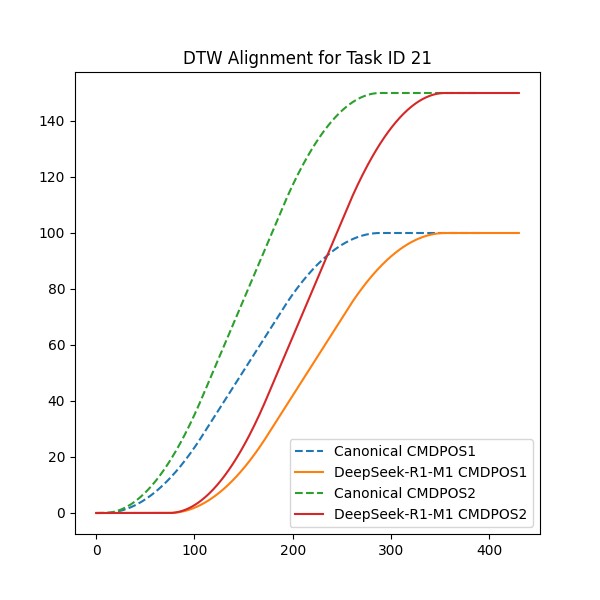 DTW Alignment for Task ID 21
140
120
100
80
60
40
20
0
Canonical CMDPOS1
DeepSeek-R1-M1 CMDPOS1
Canonical CMDPOS2
DeepSeek-R1-M1 CMDPOS2
0 100 200 300 400